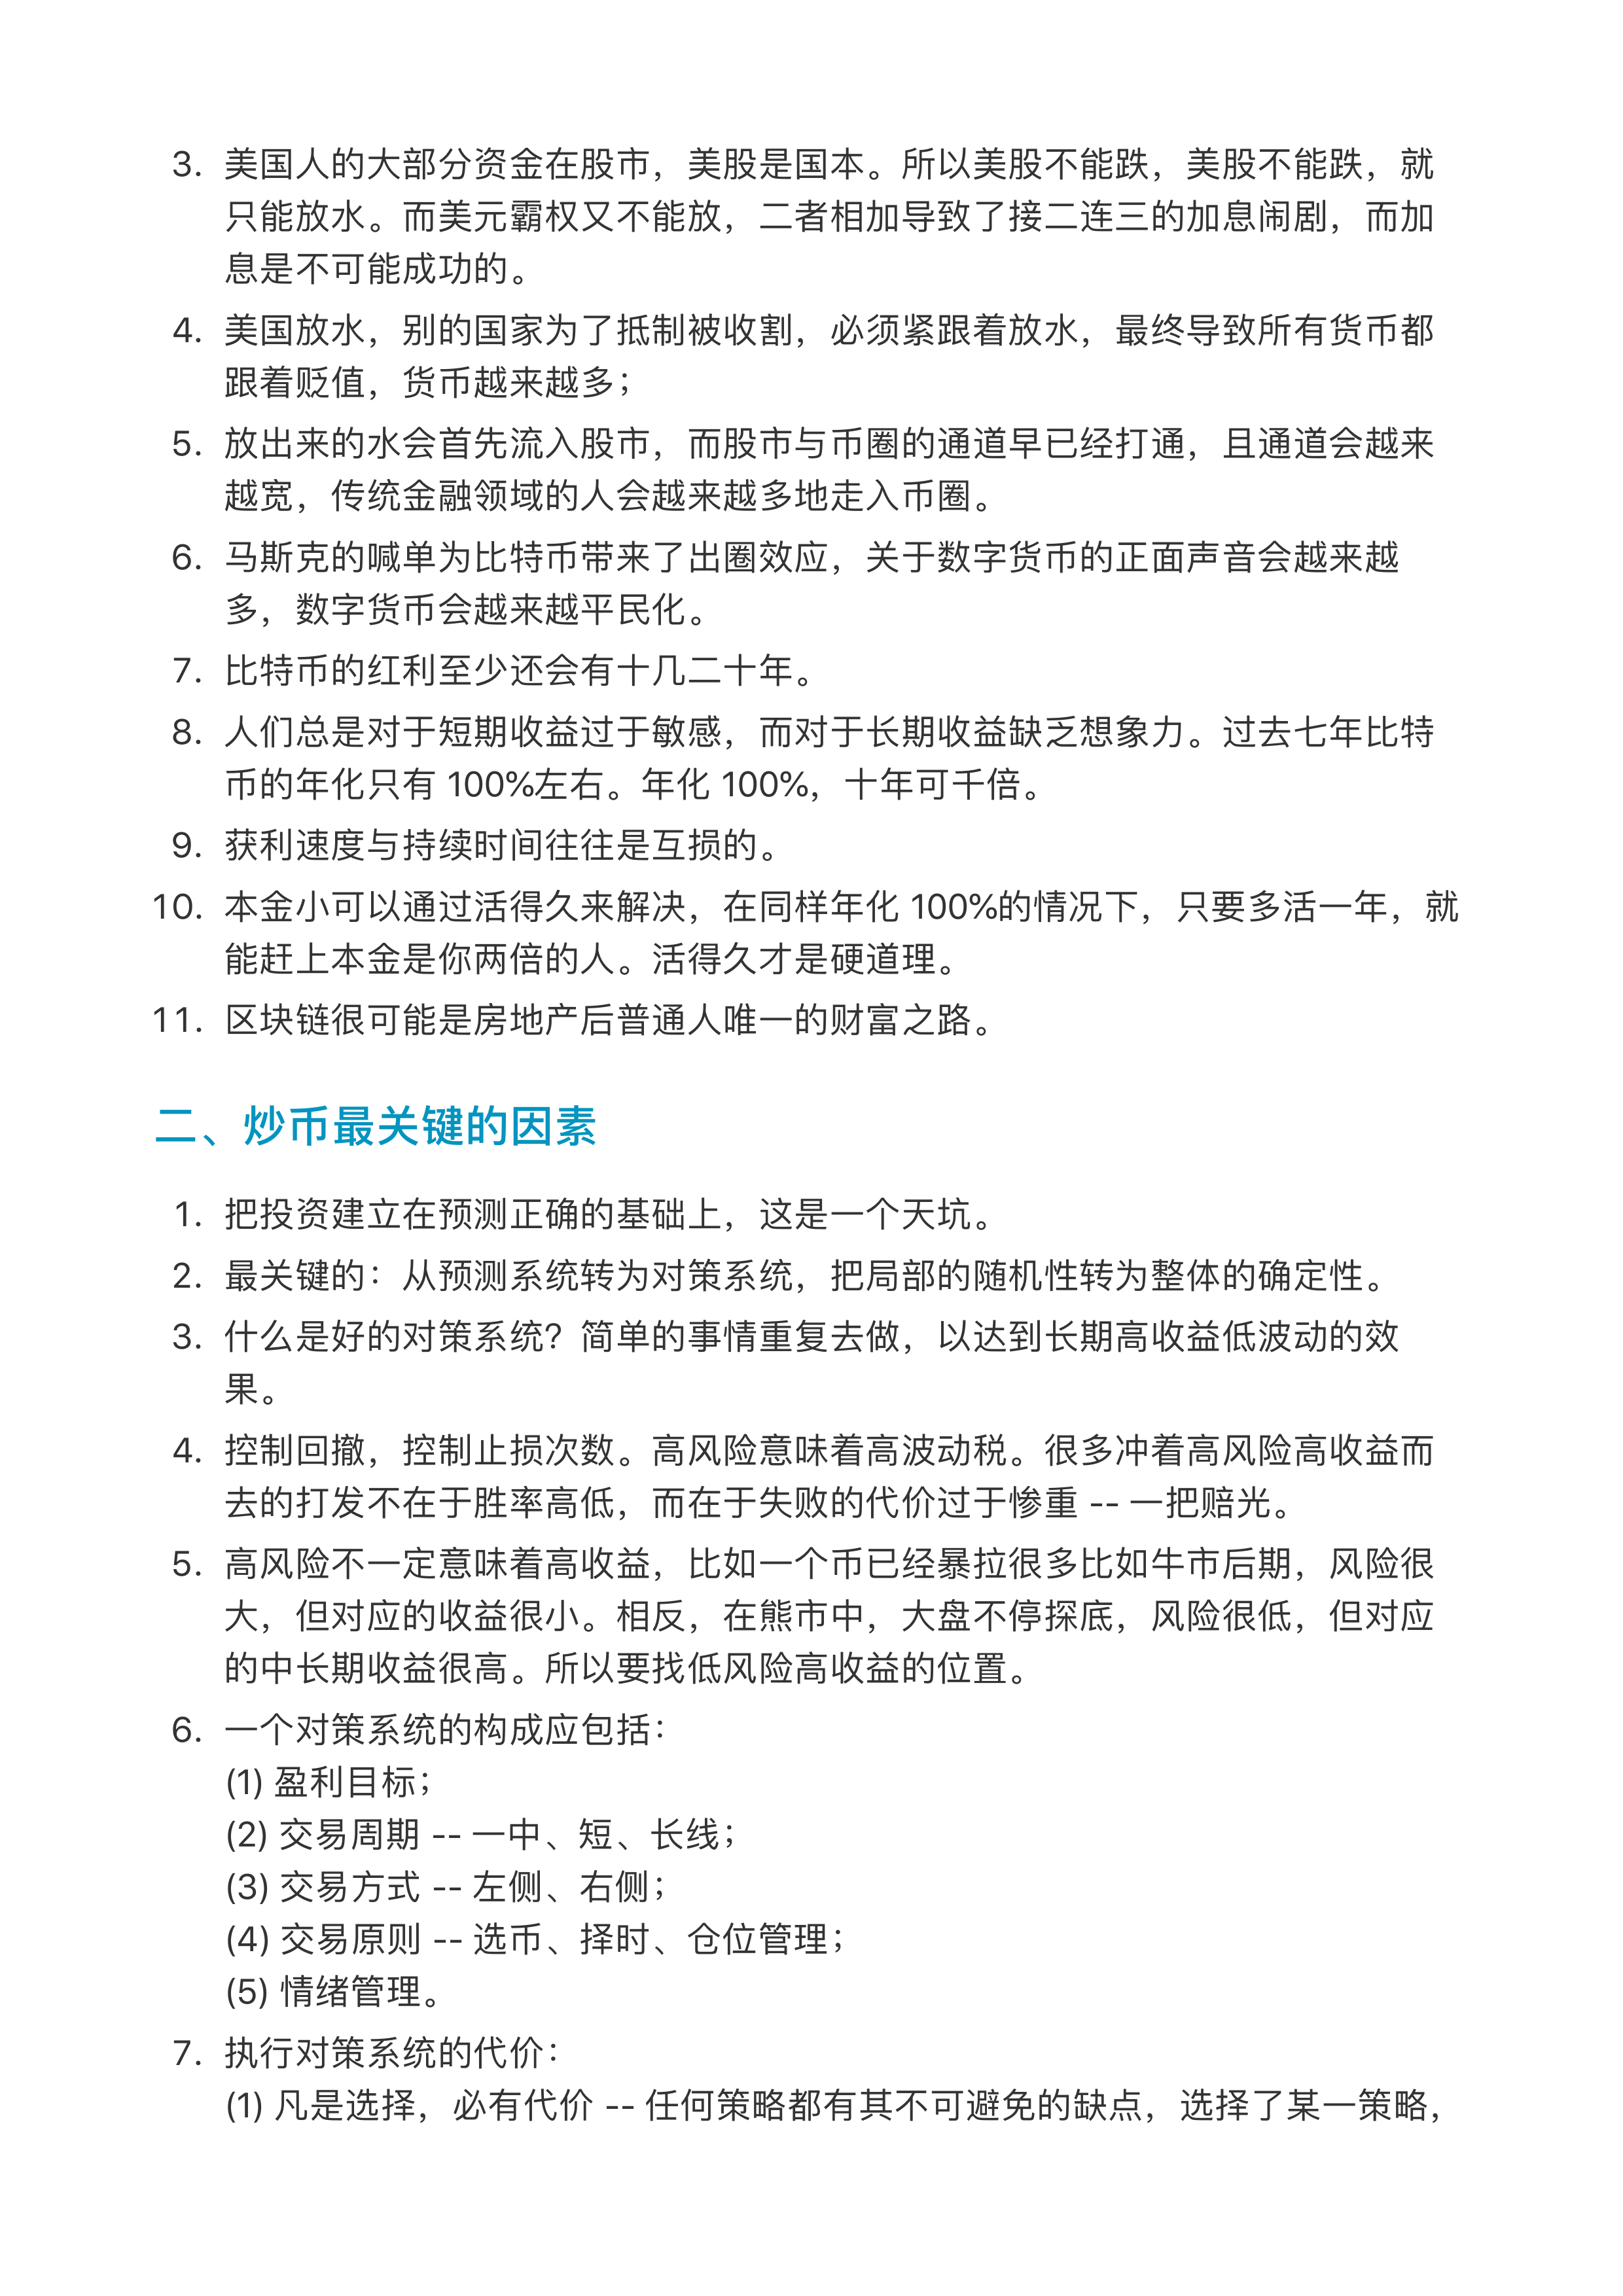 3. 美国人的大部分资金在股市，美股是国本。所以美股不能跌，美股不能跌，就
只能放水。而美元霸权又不能放，二者相加导致了接二连三的加息闹剧，而加
息是不可能成功的。
4. 美国放水，别的国家为了抵制被收割，必须紧跟着放水，最终导致所有货币都
跟着贬值，货币越来越多；
5. 放出来的水会首先流入股市，而股市与币圈的通道早已经打通，且通道会越来
越宽，传统金融领域的人会越来越多地走入币圈。
6. 马斯克的喊单为比特币带来了出圈效应，关于数字货币的正面声音会越来越
多，数字货币会越来越平民化。
7. 比特币的红利至少还会有十几二十年。
8. 人们总是对于短期收益过于敏感，而对于长期收益缺乏想象力。过去七年比特
币的年化只有 100%左右。年化 100%，十年可千倍。
9. 获利速度与持续时间往往是互损的。
10. 本金小可以通过活得久来解决，在同样年化 100%的情况下，只要多活一年，就
能赶上本金是你两倍的人。活得久才是硬道理。
11. 区块链很可能是房地产后普通人唯一的财富之路。
二、炒币最关键的因素
1. 把投资建立在预测正确的基础上，这是一个天坑。
2. 最关键的：从预测系统转为对策系统，把局部的随机性转为整体的确定性。
3. 什么是好的对策系统？简单的事情重复去做，以达到长期高收益低波动的效
果。
4. 控制回撤，控制止损次数。高风险意味着高波动税。很多冲着高风险高收益而
去的打发不在于胜率高低，而在于失败的代价过于惨重 -- 一把赔光。
5. 高风险不一定意味着高收益，比如一个币已经暴拉很多比如牛市后期，风险很
大，但对应的收益很小。相反，在熊市中，大盘不停探底，风险很低，但对应
的中长期收益很高。所以要找低风险高收益的位置。
6. 一个对策系统的构成应包括：
(1) 盈利目标；
(2) 交易周期 -- 一中、短、长线；
(3) 交易方式 -- 左侧、右侧；
(4) 交易原则 -- 选币、择时、仓位管理；
(5) 情绪管理。
7. 执行对策系统的代价：
(1) 凡是选择，必有代价 -- 任何策略都有其不可避免的缺点，选择了某一策略，